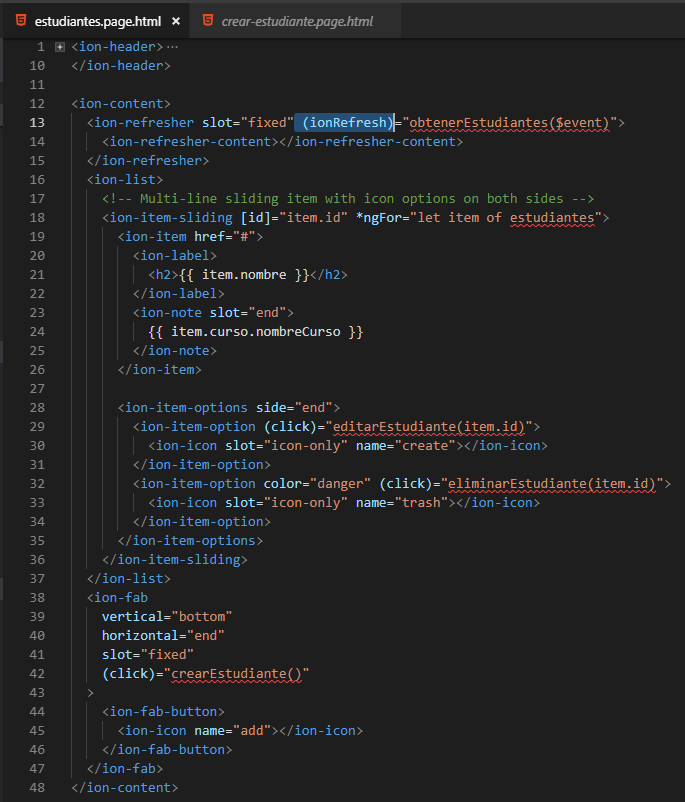 estudiantes.page.html ×
crear-estudiante.page.html
1 <ion-header> ...
10 </ion-header>
11
12 <ion-content>
13 <ion-refresher slot="fixed" (ionRefresh)="obtenerEstudiantes($event)">
14 <ion-refresher-content></ion-refresher-content>
15 </ion-refresher>
16 <ion-list>
17 <!-- Multi-line sliding item with icon options on both sides -->
18 <ion-item-sliding [id]="item.id" *ngFor="let item of estudiantes">
19 <ion-item href="#">
20 <ion-label>
21 <h2>{{ item.nombre }}</h2>
22 </ion-label>
23 <ion-note slot="end">
24 {{ item.curso.nombreCurso }}
25 </ion-note>
26 </ion-item>
27
28 <ion-item-options side="end">
29 <ion-item-option (click)="editarEstudiante(item.id)">
30 <ion-icon slot="icon-only" name="create"></ion-icon>
31 </ion-item-option>
32 <ion-item-option color="danger" (click)="eliminarEstudiante(item.id)">
33 <ion-icon slot="icon-only" name="trash"></ion-icon>
34 </ion-item-option>
35 </ion-item-options>
36 </ion-item-sliding>
37 </ion-list>
38 <ion-fab
39 vertical="bottom"
40 horizontal="end"
41 slot="fixed"
42 (click)="crearEstudiante()"
43 >
44 <ion-fab-button>
45 <ion-icon name="add"></ion-icon>
46 </ion-fab-button>
47 </ion-fab>
48 </ion-content>